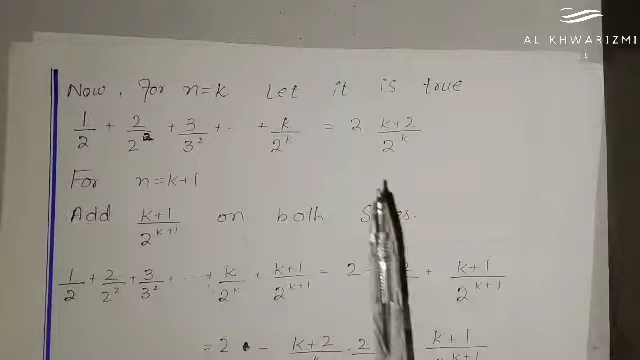 AL KHWARIZMI
Now, For n=k Let it is true
1/2 + 2/2² + 3/3² + ... + k/2^k = 2 k+2/2^k
For n=k+1
Add k+1/2^(k+1) on both
1/2 + 2/2² + 3/3² + ... + k/2^k + k+1/2^(k+1) = 2 - + k+1/2^(k+1)
= 2 - k+2 . 2 k+1